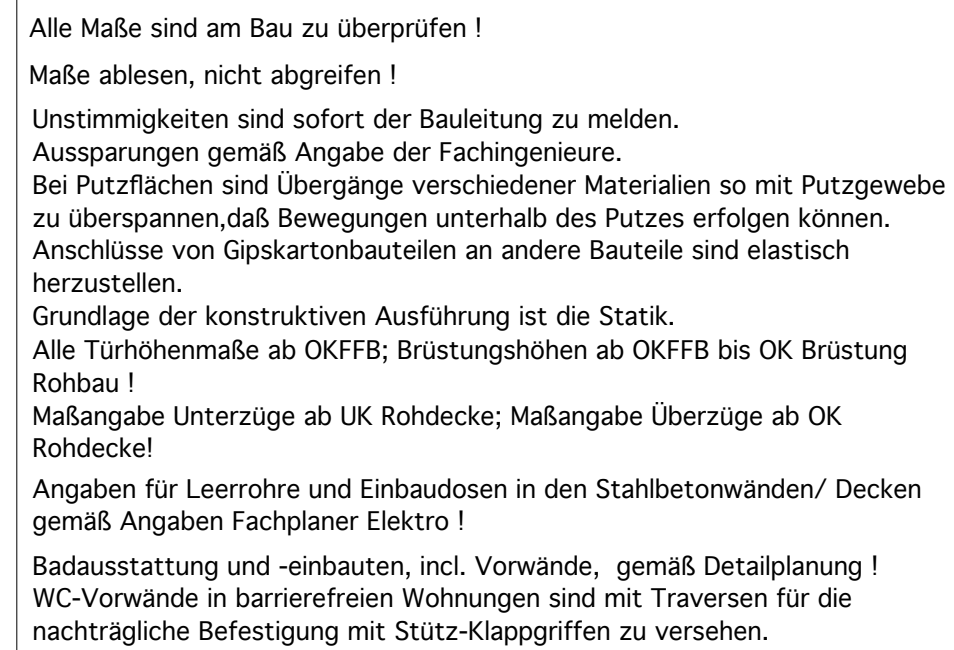 Alle Maße sind am Bau zu überprüfen !
Maße ablesen, nicht abgreifen !
Unstimmigkeiten sind sofort der Bauleitung zu melden.
Aussparungen gemäß Angabe der Fachingenieure.
Bei Putzflächen sind Übergänge verschiedener Materialien so mit Putzgewebe
zu überspannen,daß Bewegungen unterhalb des Putzes erfolgen können.
Anschlüsse von Gipskartonbauteilen an andere Bauteile sind elastisch
herzustellen.
Grundlage der konstruktiven Ausführung ist die Statik.
Alle Türhöhenmaße ab OKFFB; Brüstungshöhen ab OKFFB bis OK Brüstung
Rohbau !
Maßangabe Unterzüge ab UK Rohdecke; Maßangabe Überzüge ab OK
Rohdecke!
Angaben für Leerrohre und Einbaudosen in den Stahlbetonwänden/ Decken
gemäß Angaben Fachplaner Elektro !
Badausstattung und -einbauten, incl. Vorwände,  gemäß Detailplanung !
WC-Vorwände in barrierefreien Wohnungen sind mit Traversen für die
nachträgliche Befestigung mit Stütz-Klappgriffen zu versehen.